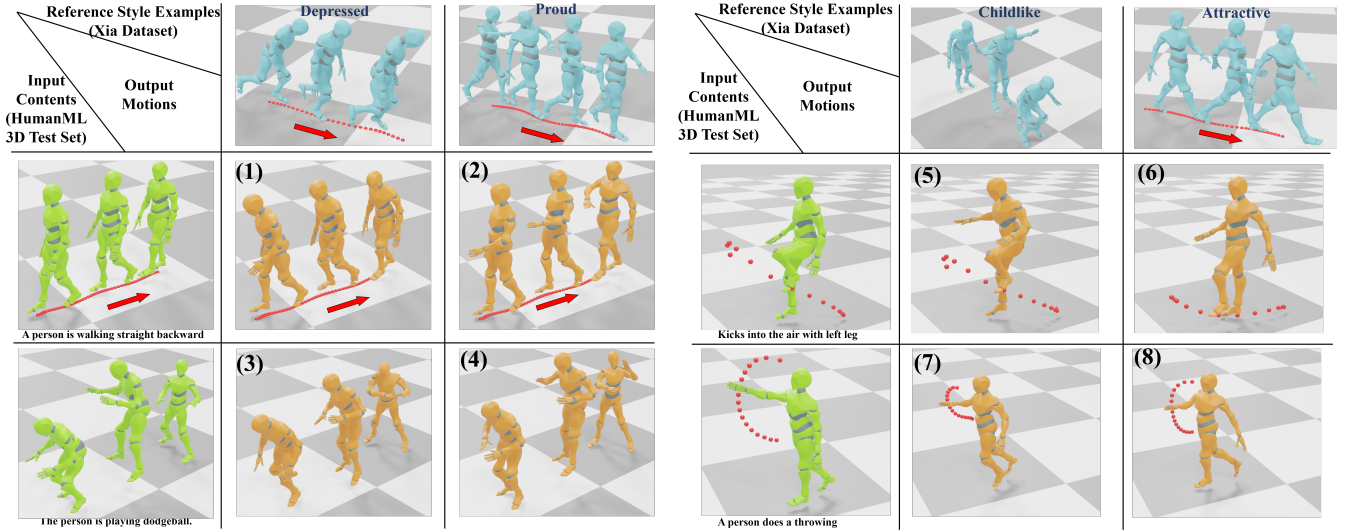 Reference Style Examples
(Xia Dataset)
Input
Contents
(HumanML
3D Test Set)
Output
Motions
Depressed
Proud
(1)
(2)
A person is walking straight backward
(3)
(4)
The person is playing dodgeball.
Reference Style Examples
(Xia Dataset)
Input
Contents
(HumanML
3D Test Set)
Output
Motions
Childlike
Attractive
(5)
(6)
Kicks into the air with left leg
(7)
(8)
A person does a throwing